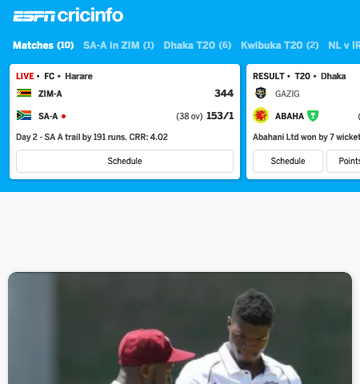 ESPN cricinfo
Matches (10) SA-A in ZIM (1) Dhaka T20 (6) Kwibuka T20 (2) NL v IR
LIVE • FC • Harare
ZIM-A 344
SA-A • (38 ov) 153/1
Day 2 - SA A trail by 191 runs. CRR: 4.02
Schedule
RESULT • T20 • Dhaka
GAZIG
ABAHA (
Abahani Ltd won by 7 wicket
Schedule Points